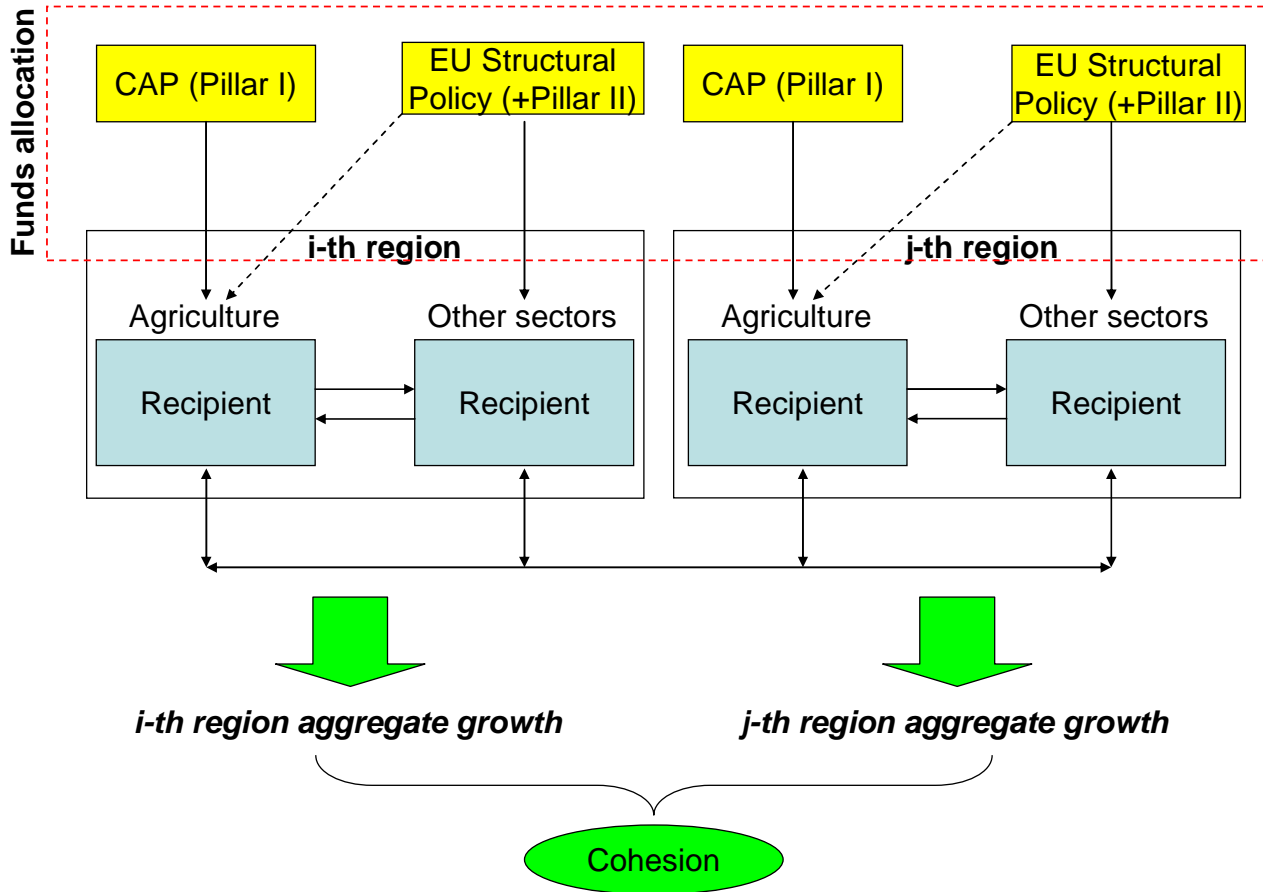 Funds allocation
CAP (Pillar I)
EU Structural
Policy (+Pillar II)
CAP (Pillar I)
EU Structural
Policy (+Pillar II)
i-th region
j-th region
Agriculture
Other sectors
Agriculture
Other sectors
Recipient
Recipient
Recipient
Recipient
i-th region aggregate growth
j-th region aggregate growth
Cohesion